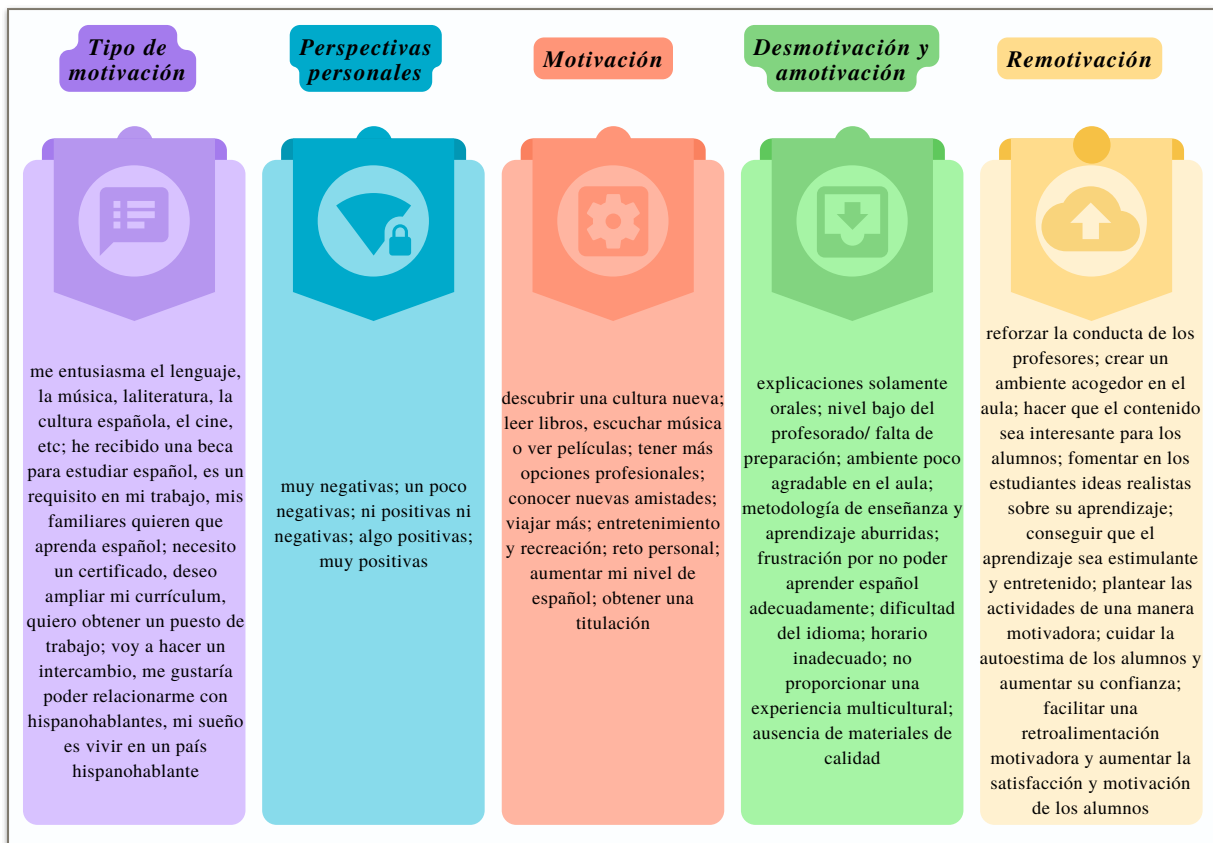 Tipo de
motivación
Perspectivas
personales
Motivación
Desmotivación y
amotivación
Remotivación
me entusiasma el lenguaje,
la música, laliteratura, la
cultura española, el cine,
etc; he recibido una beca
para estudiar español, es un
requisito en mi trabajo, mis
familiares quieren que
aprenda español; necesito
un certificado, deseo
ampliar mi currículum,
quiero obtener un puesto de
trabajo; voy a hacer un
intercambio, me gustaría
poder relacionarme con
hispanohablantes, mi sueño
es vivir en un país
hispanohablante
muy negativas; un poco
negativas; ni positivas ni
negativas; algo positivas;
muy positivas
descubrir una cultura nueva;
leer libros, escuchar música
o ver películas; tener más
opciones profesionales;
conocer nuevas amistades;
viajar más; entretenimiento
y recreación; reto personal;
aumentar mi nivel de
español; obtener una
titulación
explicaciones solamente
orales; nivel bajo del
profesorado/ falta de
preparación; ambiente poco
agradable en el aula;
metodología de enseñanza y
aprendizaje aburridas;
frustración por no poder
aprender español
adecuadamente; dificultad
del idioma; horario
inadecuado; no
proporcionar una
experiencia multicultural;
ausencia de materiales de
calidad
reforzar la conducta de los
profesores; crear un
ambiente acogedor en el
aula; hacer que el contenido
sea interesante para los
alumnos; fomentar en los
estudiantes ideas realistas
sobre su aprendizaje;
conseguir que el
aprendizaje sea estimulante
y entretenido; plantear las
actividades de una manera
motivadora; cuidar la
autoestima de los alumnos y
aumentar su confianza;
facilitar una
retroalimentación
motivadora y aumentar la
satisfacción y motivación
de los alumnos